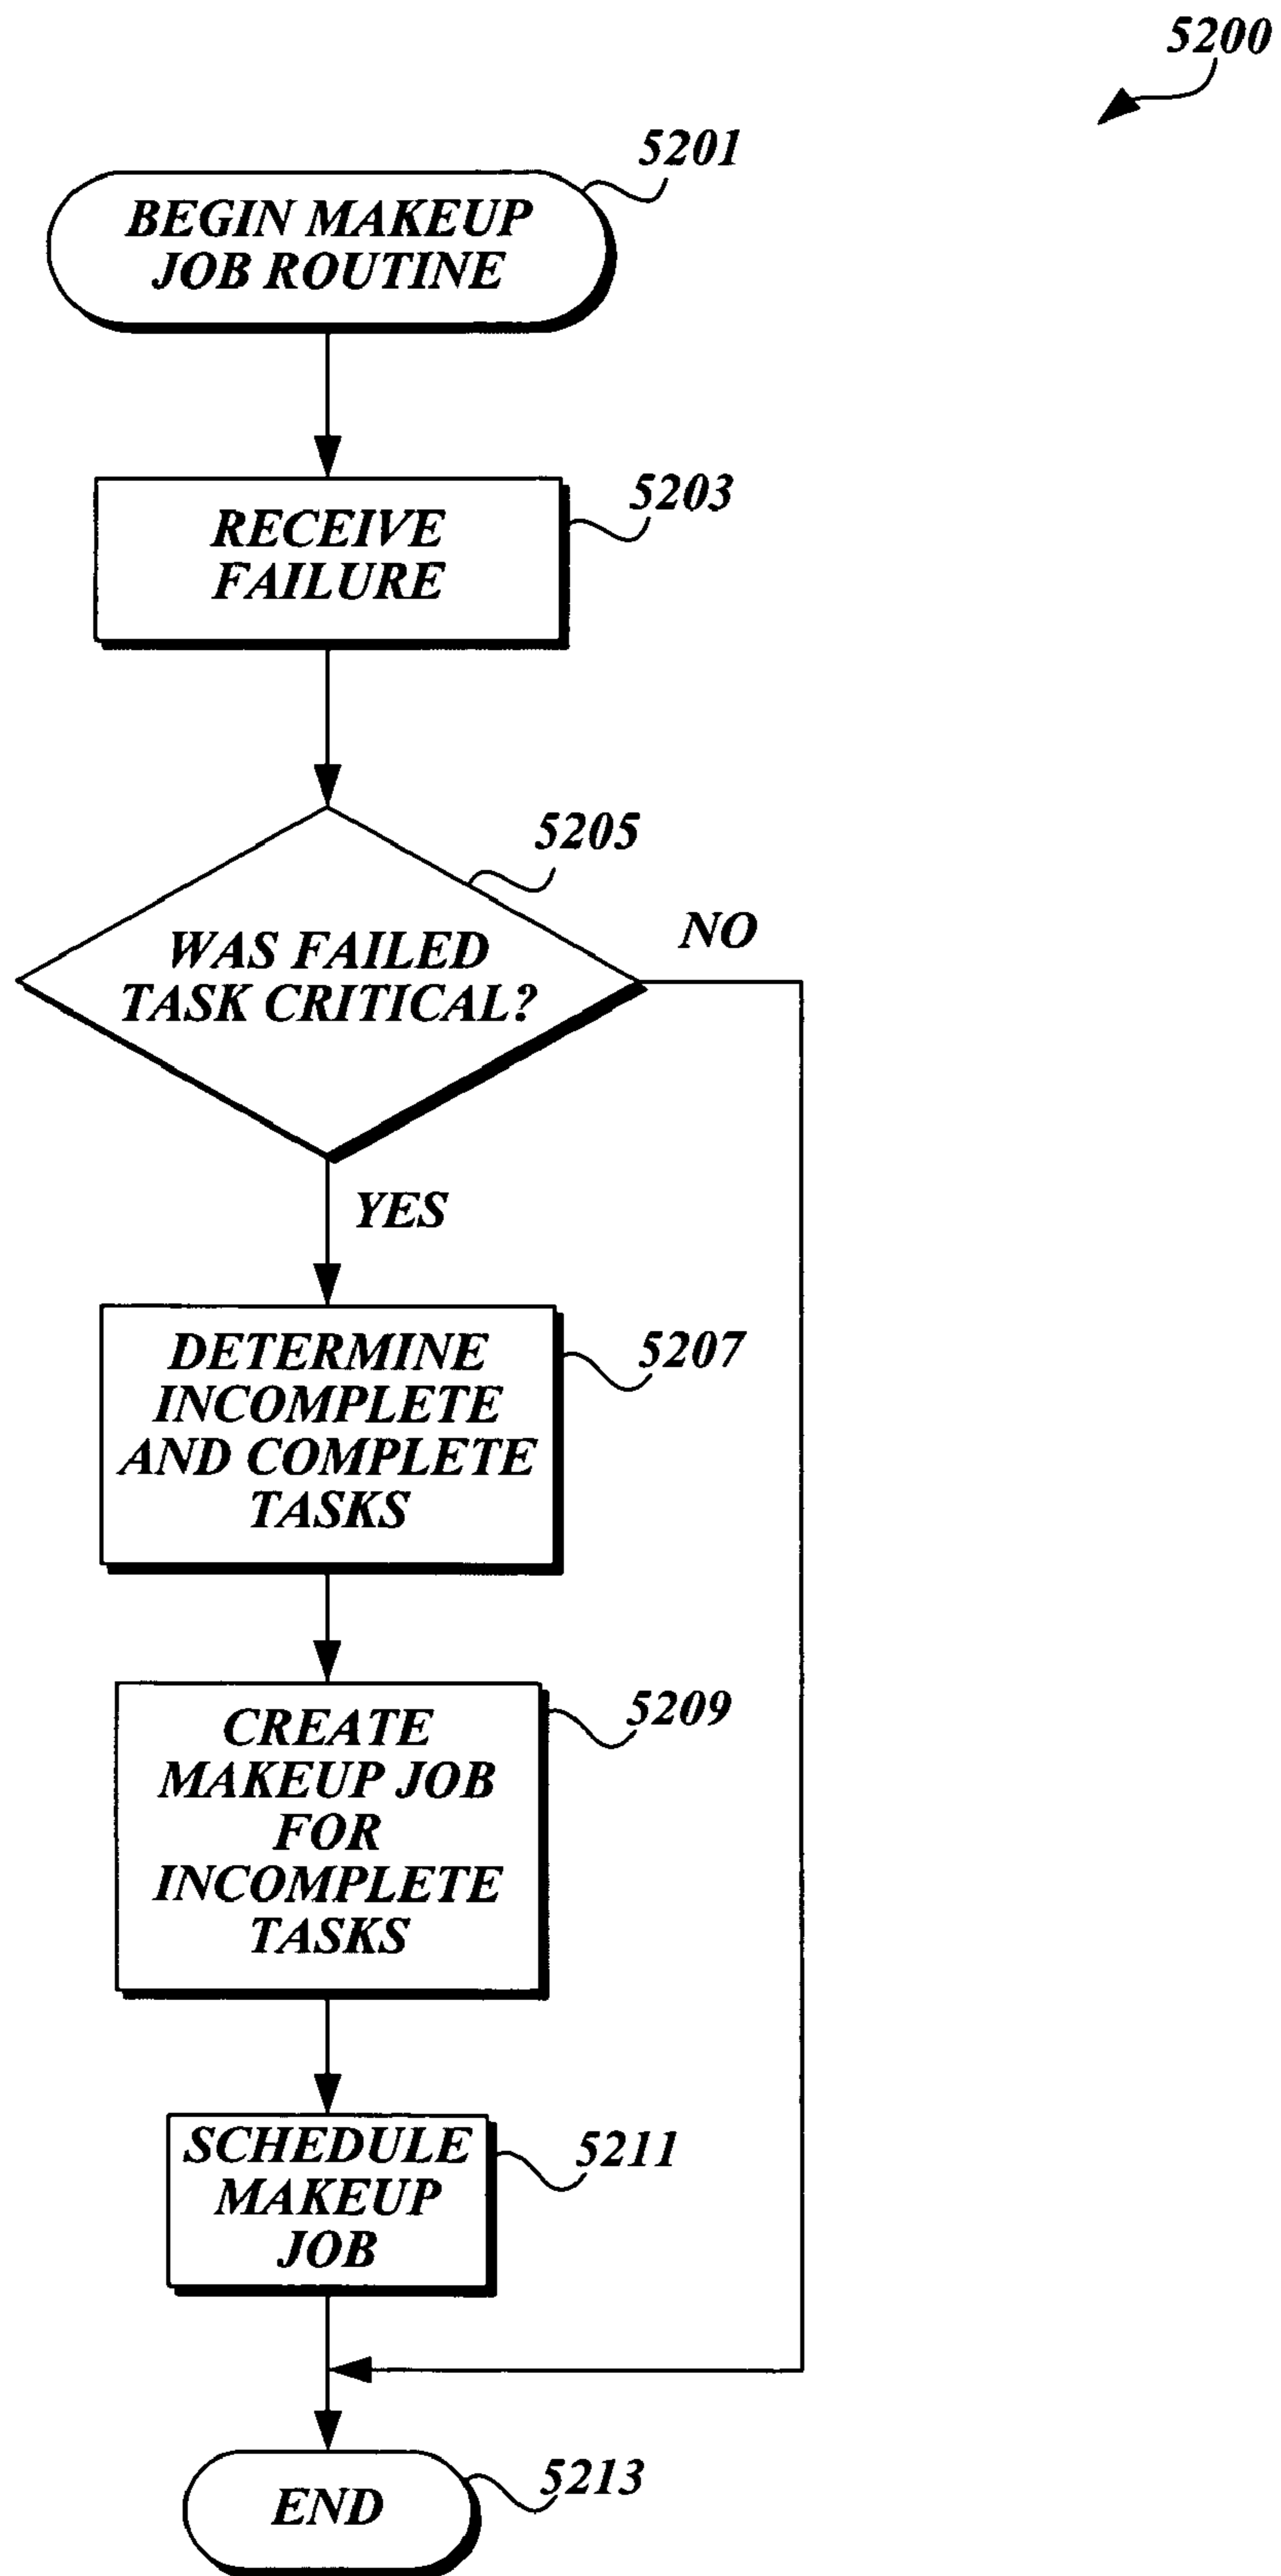 5200
5201
BEGIN MAKEUP
JOB ROUTINE
5203
RECEIVE
FAILURE
5205
WAS FAILED
TASK CRITICAL?
NO
YES
5207
DETERMINE
INCOMPLETE
AND COMPLETE
TASKS
5209
CREATE
MAKEUP JOB
FOR
INCOMPLETE
TASKS
5211
SCHEDULE
MAKEUP
JOB
5213
END